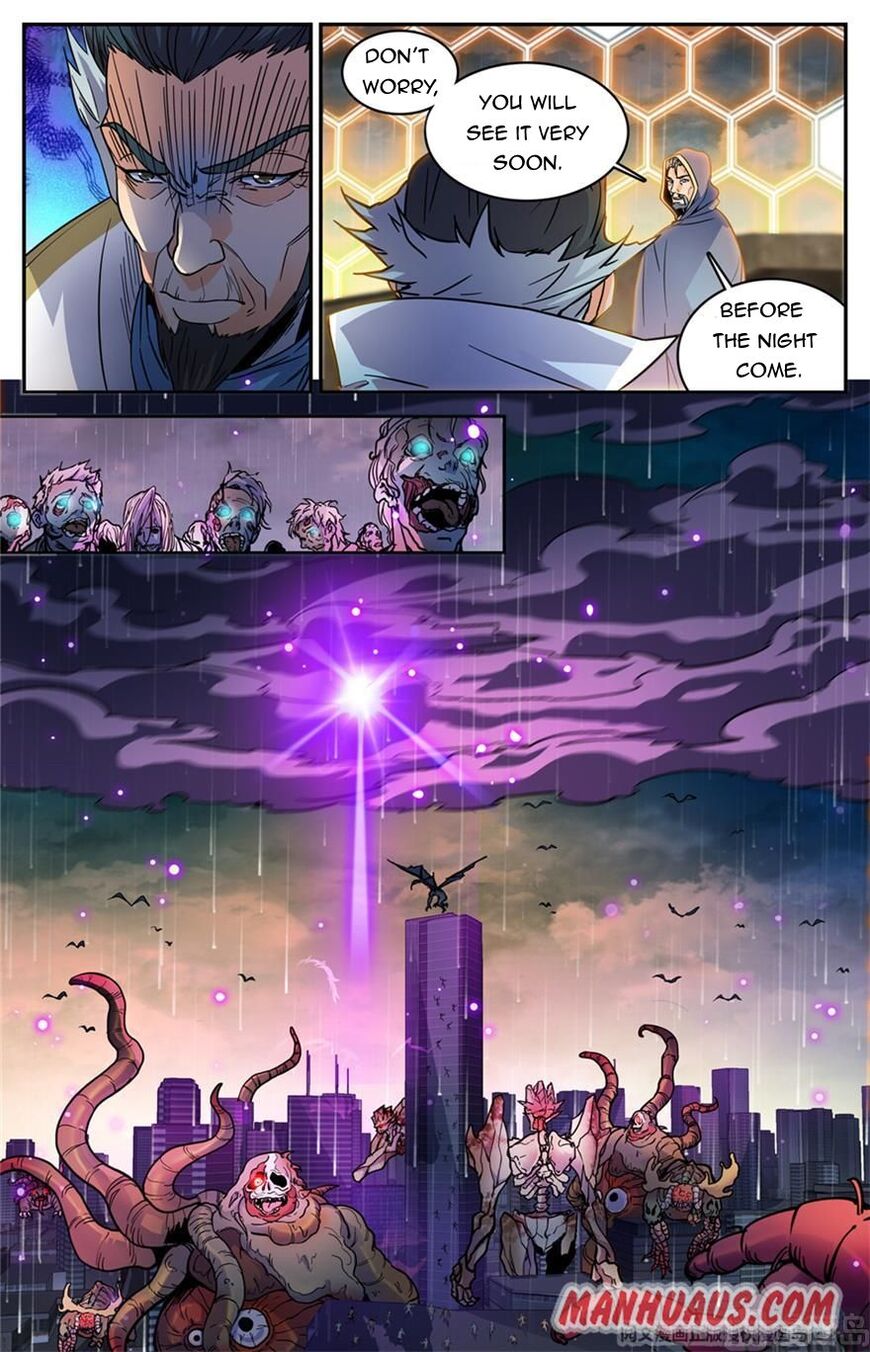 DON'T
WORRY,
YOU WILL
SEE IT VERY
SOON.
BEFORE
THE NIGHT
COME.
MANHUAUS.COM